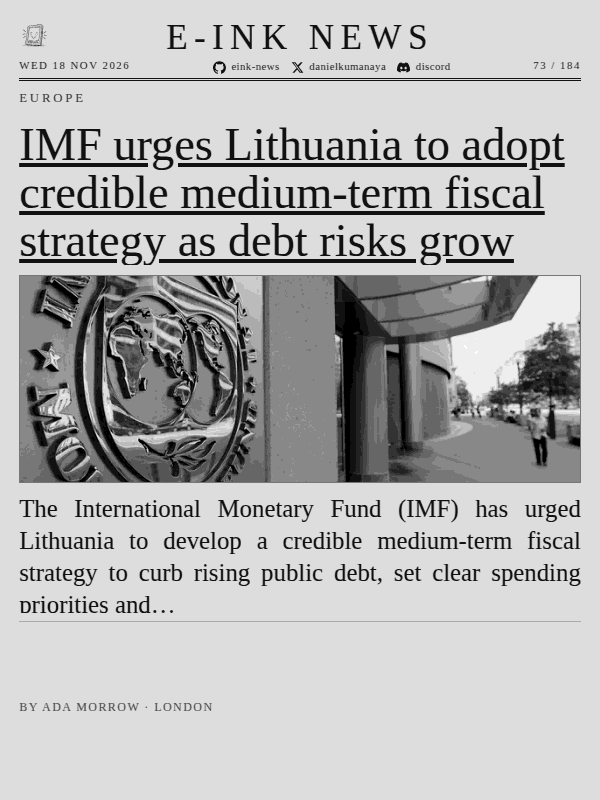 E-INK NEWS
WED 18 NOV 2026
eink-news
danielkumanaya
discord
73 / 184
EUROPE
IMF urges Lithuania to adopt
credible medium-term fiscal
strategy as debt risks grow
The International Monetary Fund (IMF) has urged
Lithuania to develop a credible medium-term fiscal
strategy to curb rising public debt, set clear spending
priorities and…
BY ADA MORROW · LONDON